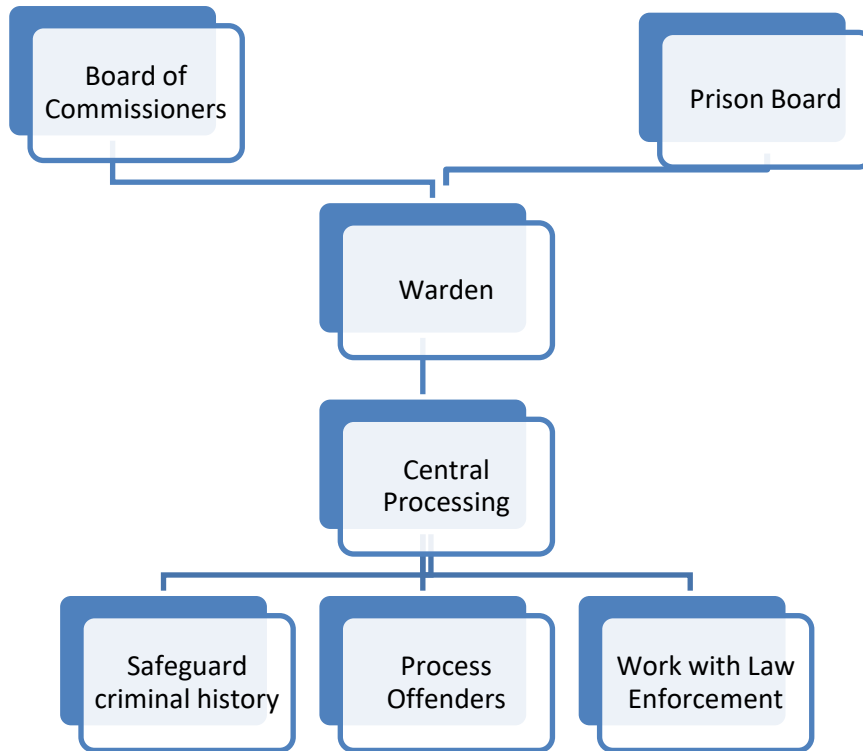 Board of
Commissioners
Prison Board
Warden
Central
Processing
Safeguard
criminal history
Process
Offenders
Work with Law
Enforcement